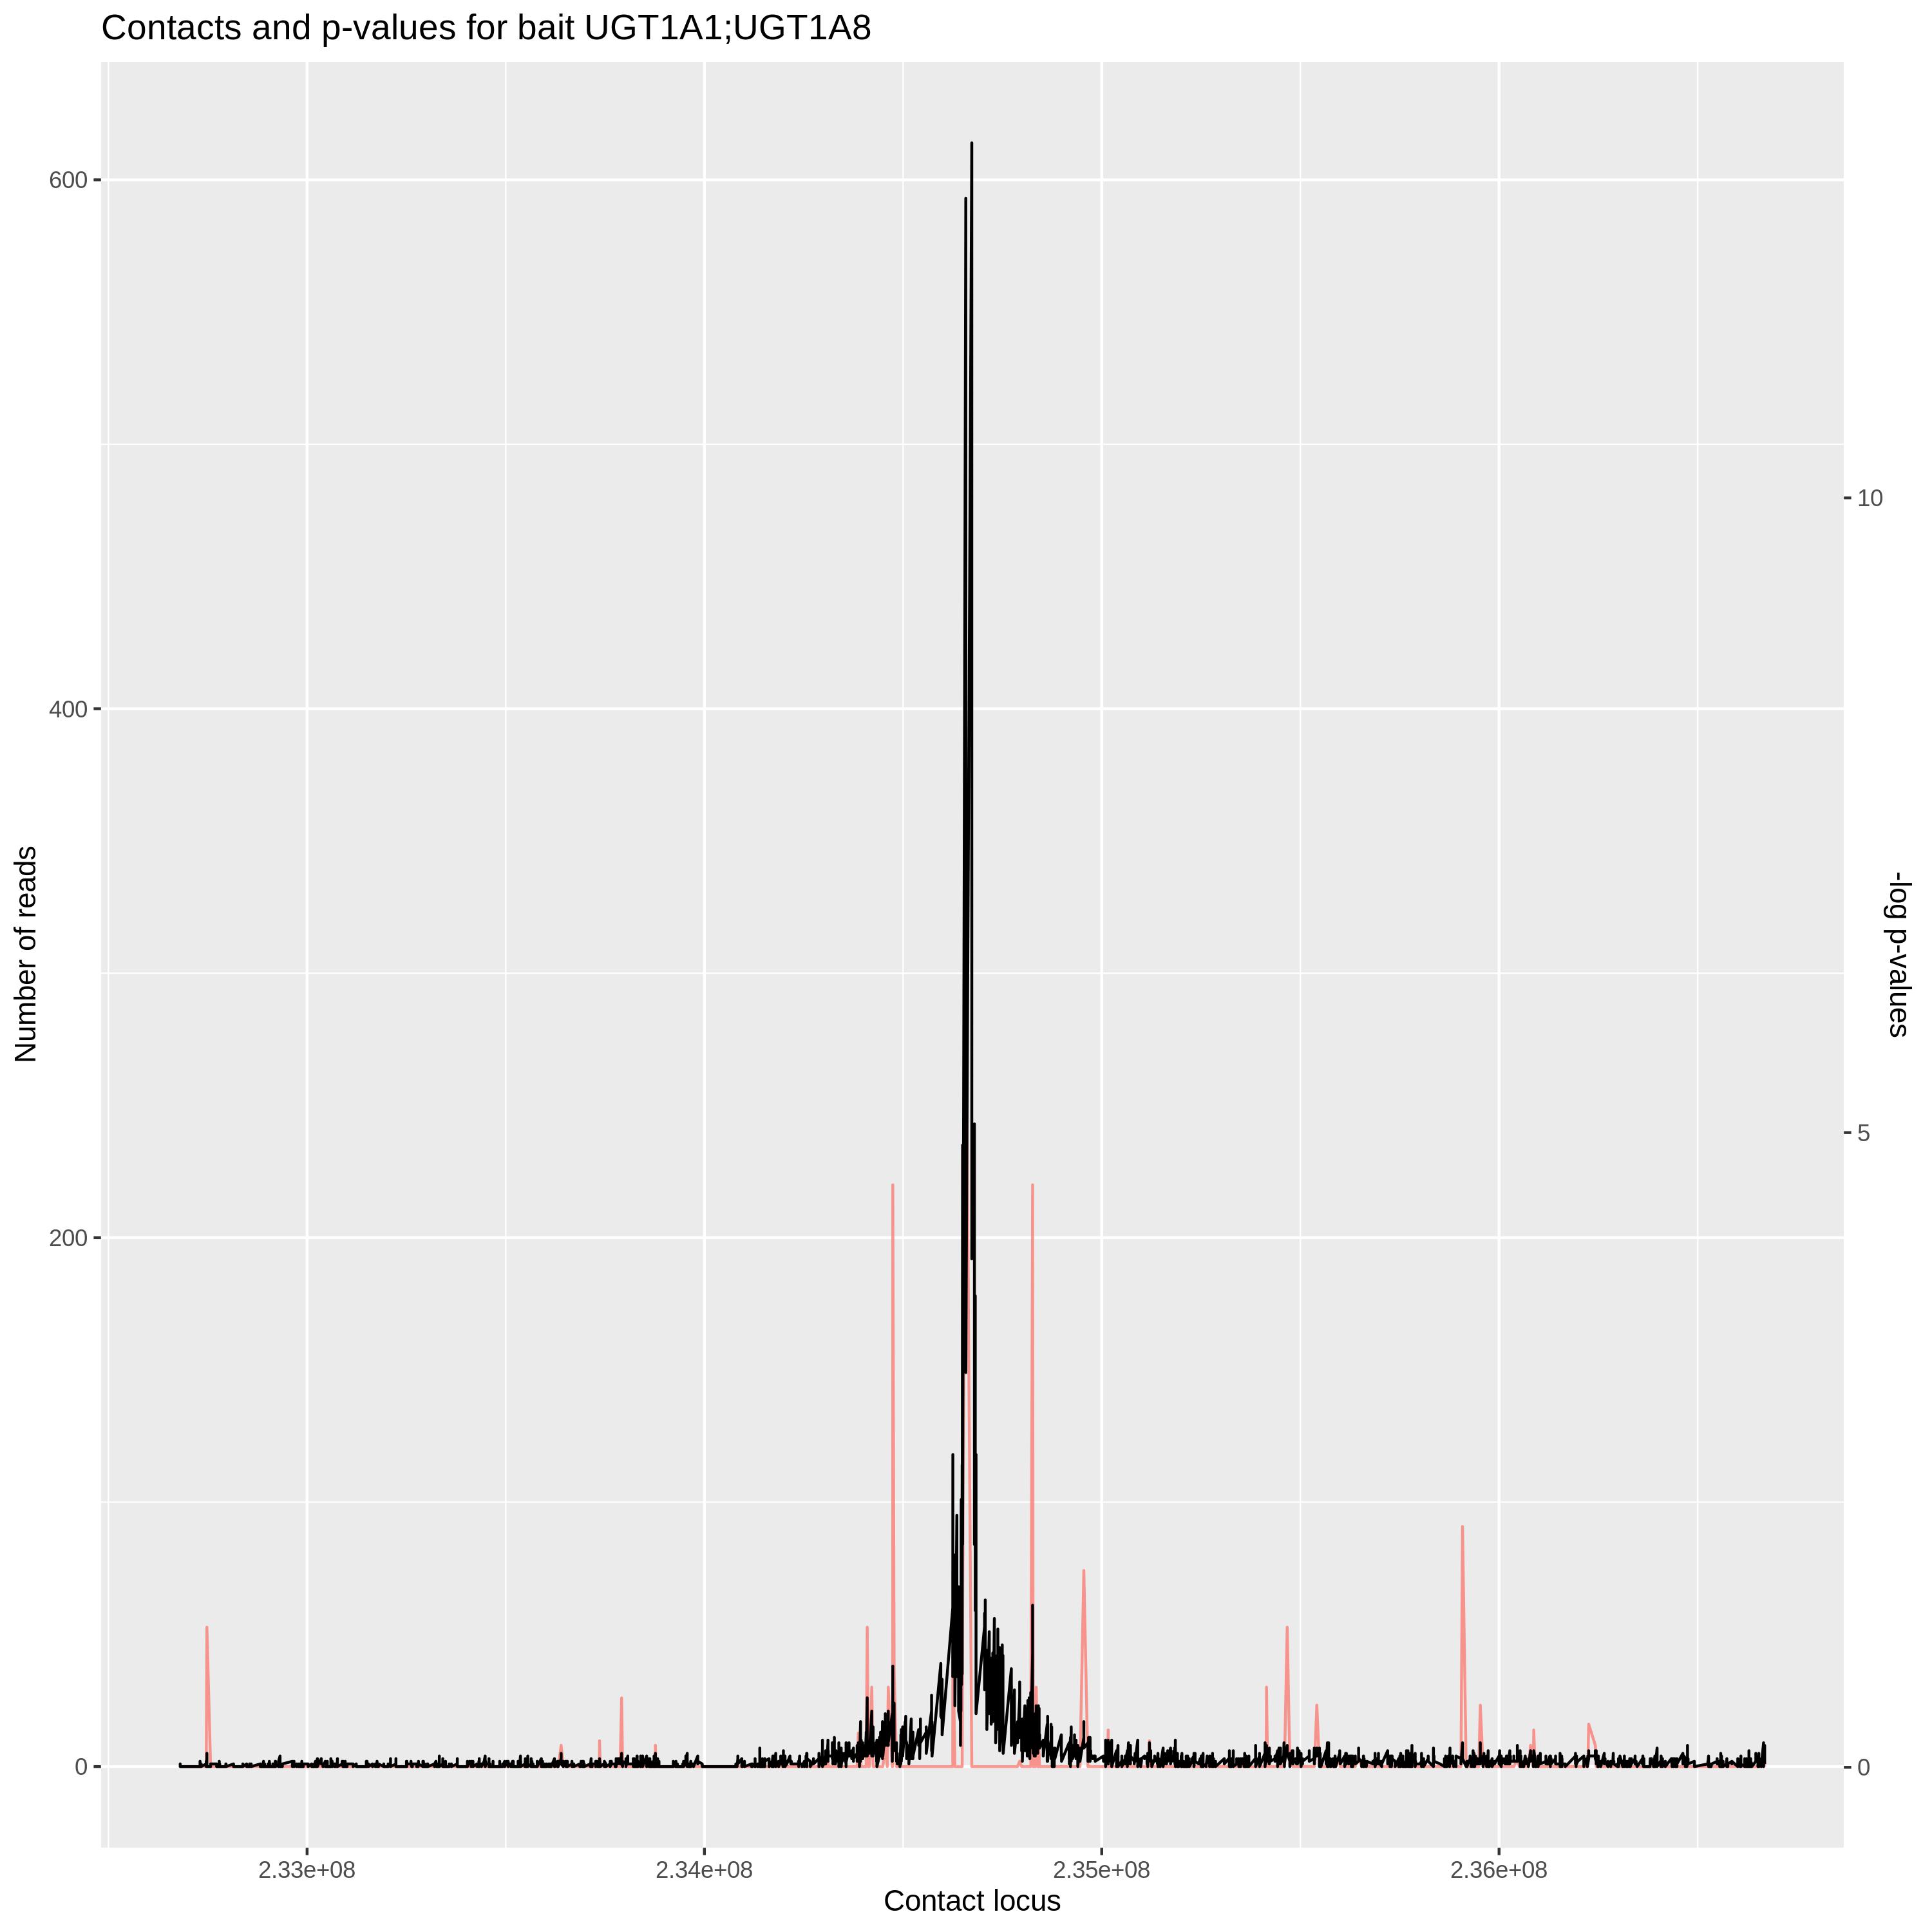 Contacts and p-values for bait UGT1A1;UGT1A8
600
400
200
0
Number of reads
10
5
0
-log p-values
2.33e+08
2.34e+08
2.35e+08
2.36e+08
Contact locus